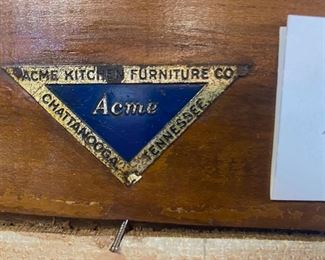 ACME KITCHEN FURNITURE CO
Acme
CHATTANOOGA
TENNESSEE